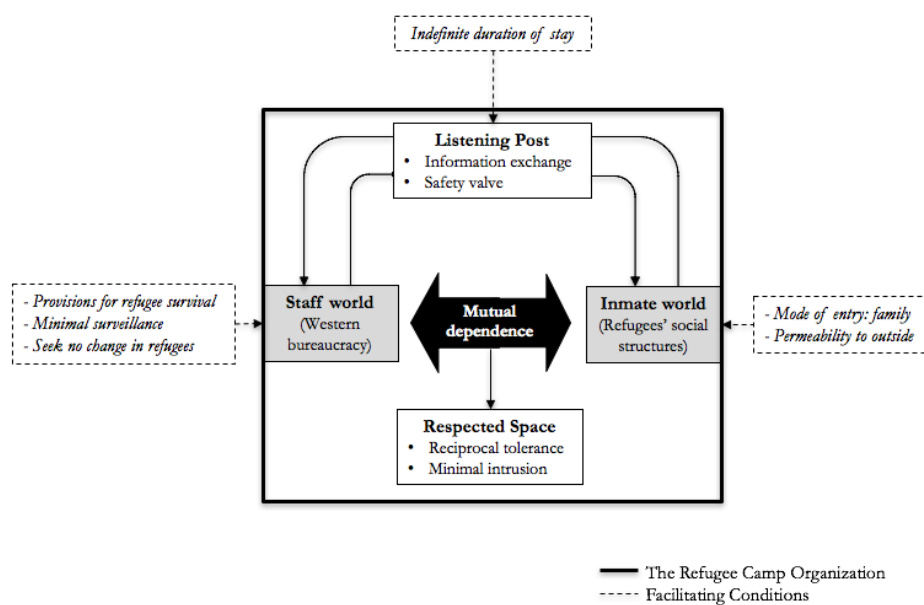 Indefinite duration of stay
Listening Post
• Information exchange
• Safety valve
- Provisions for refugee survival
- Minimal surveillance
- Seek no change in refugees
Staff world
(Western
bureaucracy)
Mutual
dependence
Inmate world
(Refugees' social
structures)
- Mode of entry: family
- Permeability to outside
Respected Space
• Reciprocal tolerance
• Minimal intrusion
The Refugee Camp Organization
Facilitating Conditions